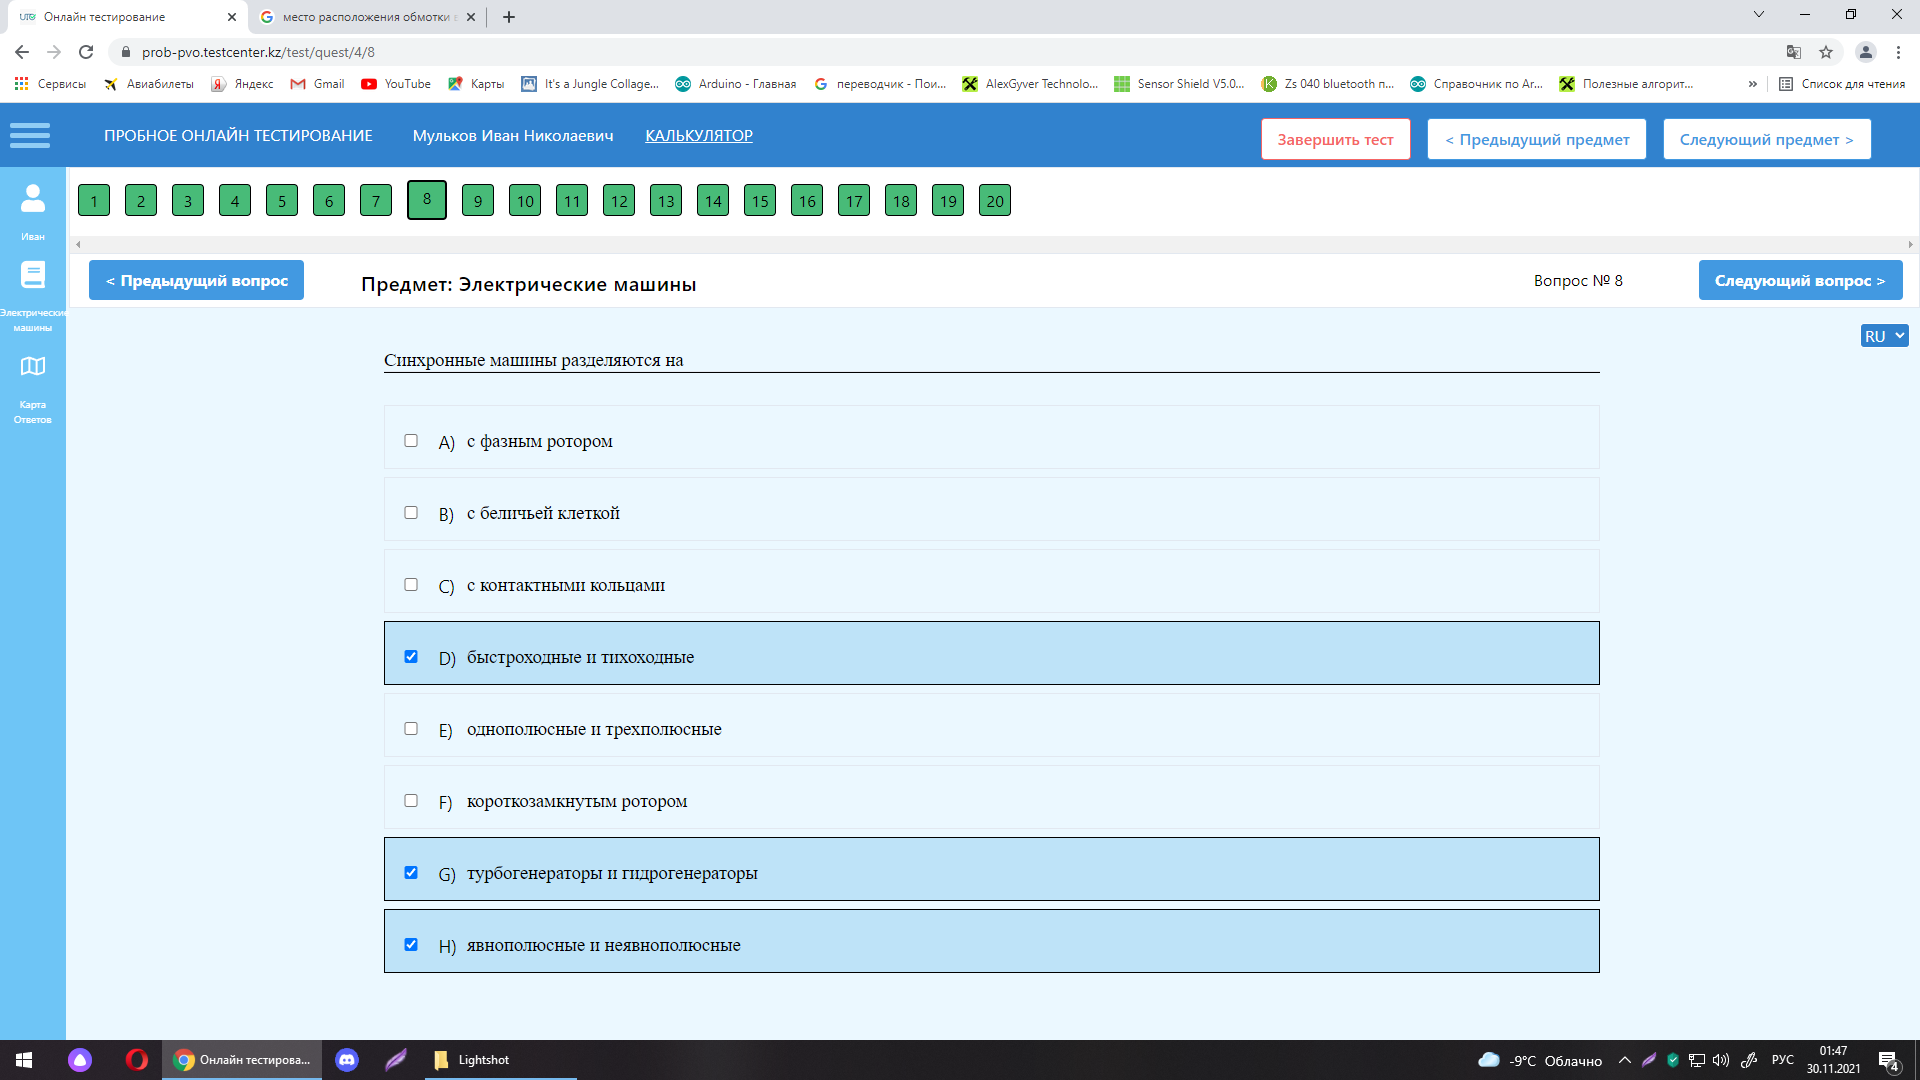 Онлайн тестирование
место расположения обмотки в
prob-pvo.testcenter.kz/test/quest/4/8
Сервисы Авиабилеты Яндекс Gmail YouTube Карты It's a Jungle Collage... Arduino - Главная переводчик - Пои... AlexGyver Technolo... Sensor Shield V5.0... Zs 040 bluetooth п... Справочник по Ar... Полезные алгорит... » Список для чтения
ПРОБНОЕ ОНЛАЙН ТЕСТИРОВАНИЕ Мульков Иван Николаевич КАЛЬКУЛЯТОР Завершить тест < Предыдущий предмет Следующий предмет >
1 2 3 4 5 6 7 8 9 10 11 12 13 14 15 16 17 18 19 20
Иван
Электрические
машины
Карта
Ответов
< Предыдущий вопрос Предмет: Электрические машины Вопрос № 8 Следующий вопрос >
RU
Синхронные машины разделяются на
A) с фазным ротором
B) с беличьей клеткой
C) с контактными кольцами
D) быстроходные и тихоходные
E) однополюсные и трехполюсные
F) короткозамкнутым ротором
G) турбогенераторы и гидрогенераторы
H) явнополюсные и неявнополюсные
Онлайн тестирова... Lightshot -9°C Облачно РУС 01:47
30.11.2021
4